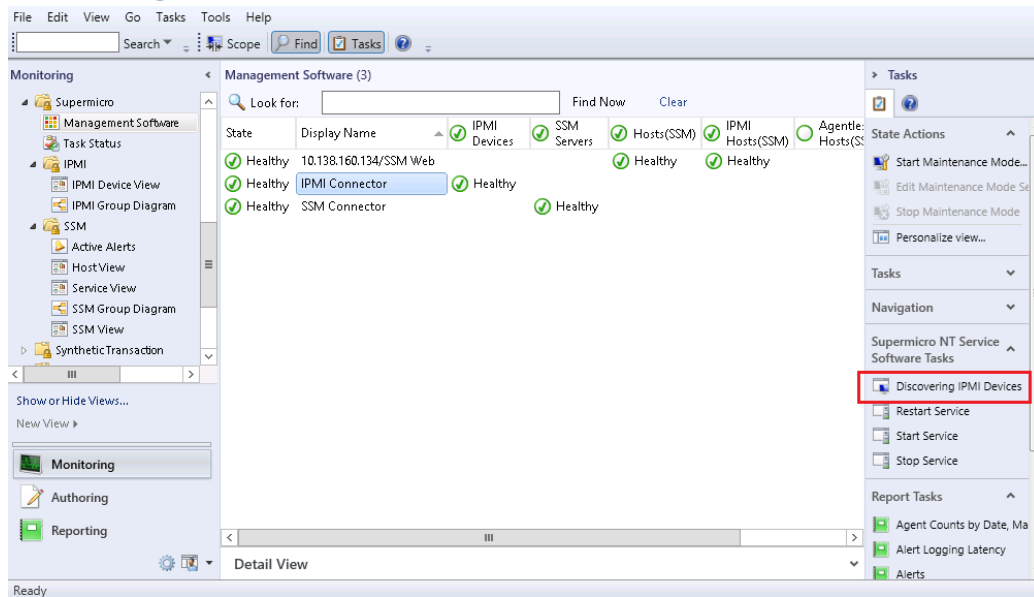 File Edit View Go Tasks Tools Help
Search Scope Find Tasks
Monitoring
Supermicro
Management Software
Task Status
IPMI
IPMI Device View
IPMI Group Diagram
SSM
Active Alerts
Host View
Service View
SSM Group Diagram
SSM View
Synthetic Transaction
Show or Hide Views...
New View
Monitoring
Authoring
Reporting
Management Software (3)
Look for: Find Now Clear
State Display Name IPMI Devices SSM Servers Hosts(SSM) IPMI Hosts(SSM) Agentle: Hosts(SS
Healthy 10.138.160.134/SSM Web Healthy Healthy
Healthy IPMI Connector Healthy
Healthy SSM Connector Healthy
Detail View
Tasks
State Actions
Start Maintenance Mode...
Edit Maintenance Mode Se
Stop Maintenance Mode
Personalize view...
Tasks
Navigation
Supermicro NT Service
Software Tasks
Discovering IPMI Devices
Restart Service
Start Service
Stop Service
Report Tasks
Agent Counts by Date, Ma
Alert Logging Latency
Alerts
Ready